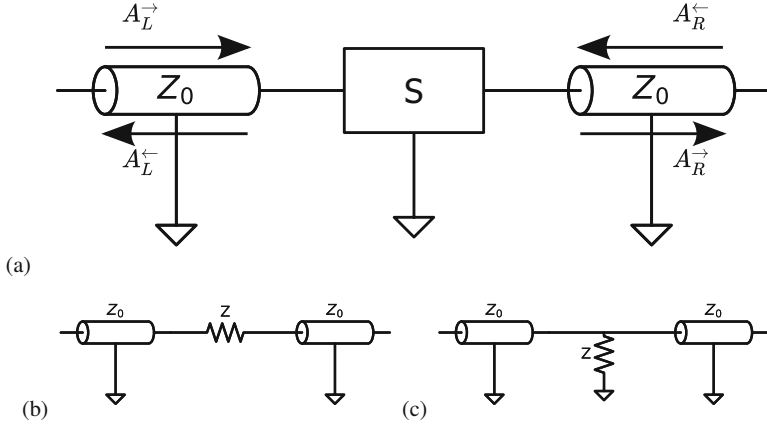 A_L^→ A_R^←
Z_0 S Z_0
A_L^← A_R^→
(a)
Z_0 Z Z_0 Z_0 Z_0
Z
(b) (c)